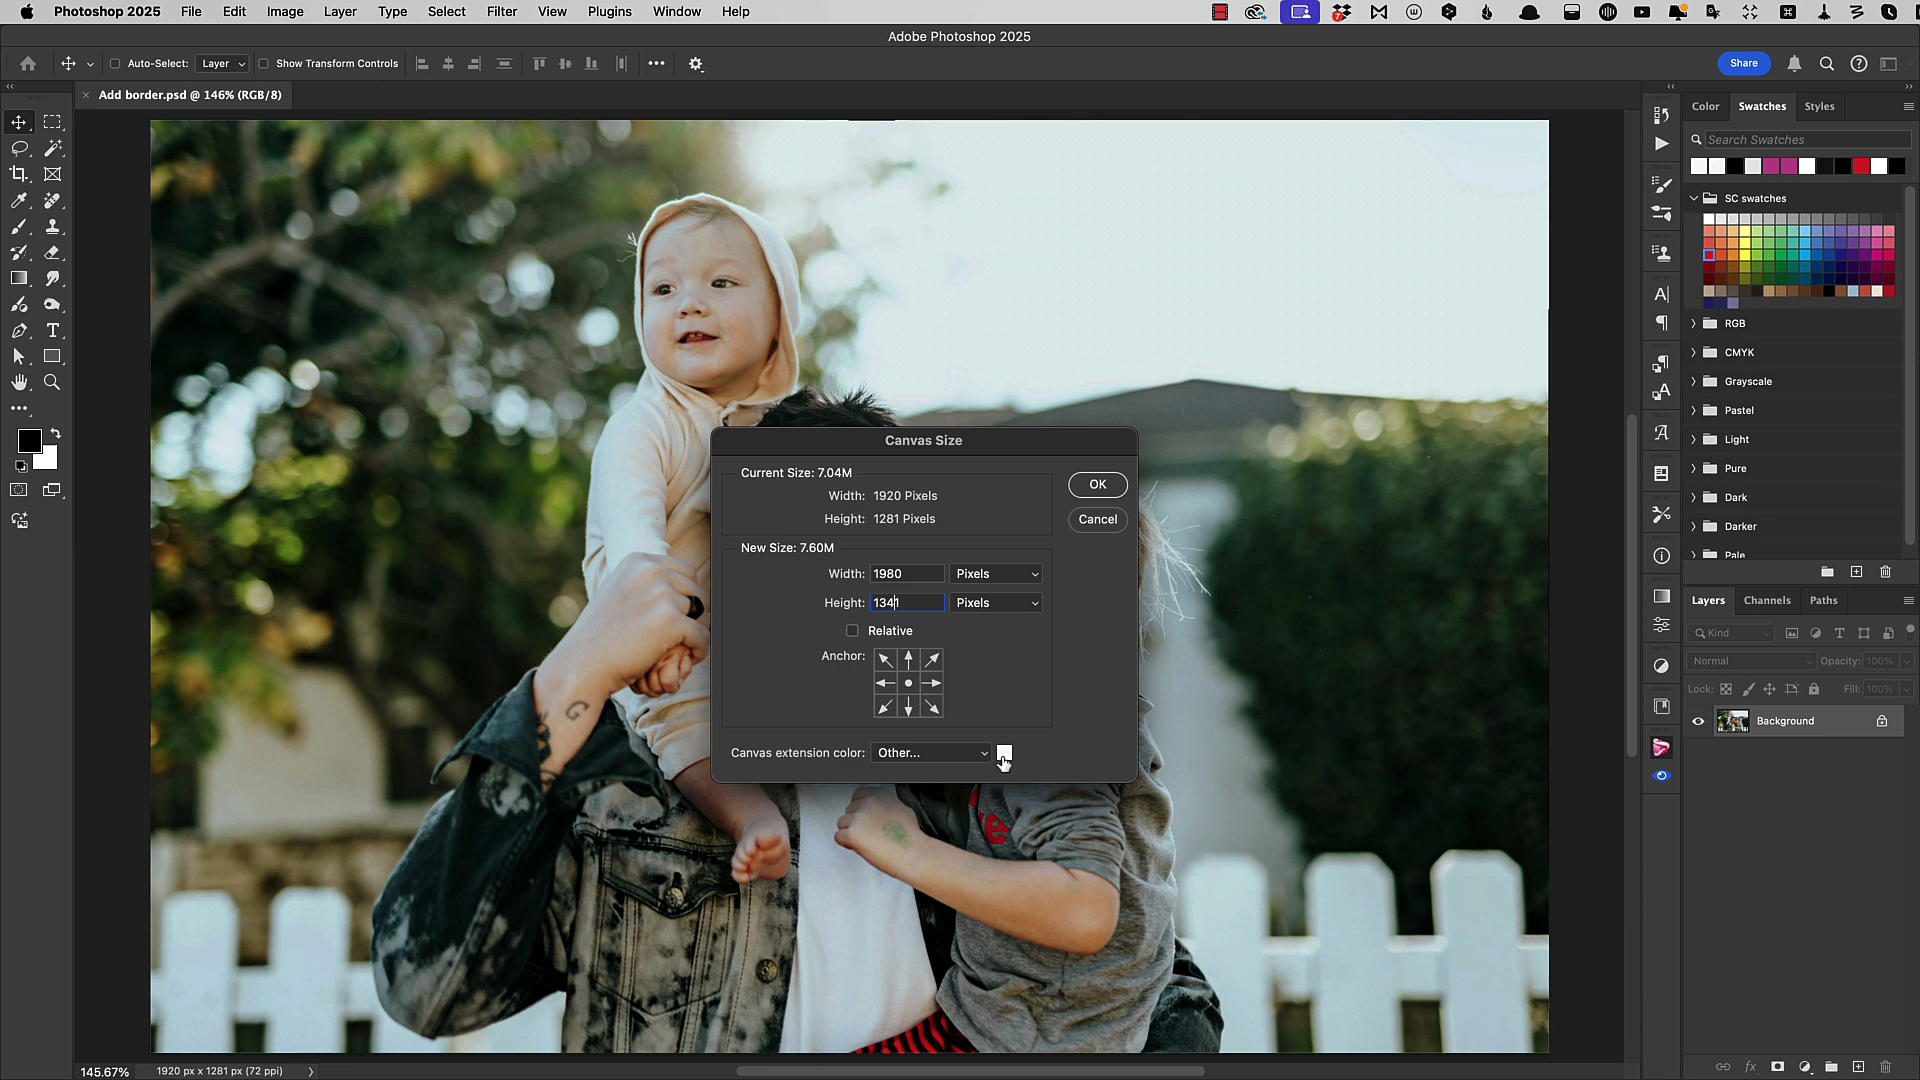 Photoshop 2025 File Edit Image Layer Type Select Filter View Plugins Window Help
Adobe Photoshop 2025
Auto-Select: Layer Show Transform Controls Share
Add border.psd @ 146% (RGB/8)
Color Swatches Styles
Search Swatches
SC swatches
RGB
CMYK
Grayscale
Pastel
Light
Pure
Dark
Darker
Pale
Canvas Size
Current Size: 7.04M
Width: 1920 Pixels
Height: 1281 Pixels
OK
Cancel
New Size: 7.60M
Width: 1980 Pixels
Height: 1341 Pixels
Relative
Anchor:
Canvas extension color: Other...
Layers Channels Paths
Kind
Normal Opacity: 100%
Lock: Fill: 100%
Background
145.67% 1920 px x 1281 px (72 ppi)